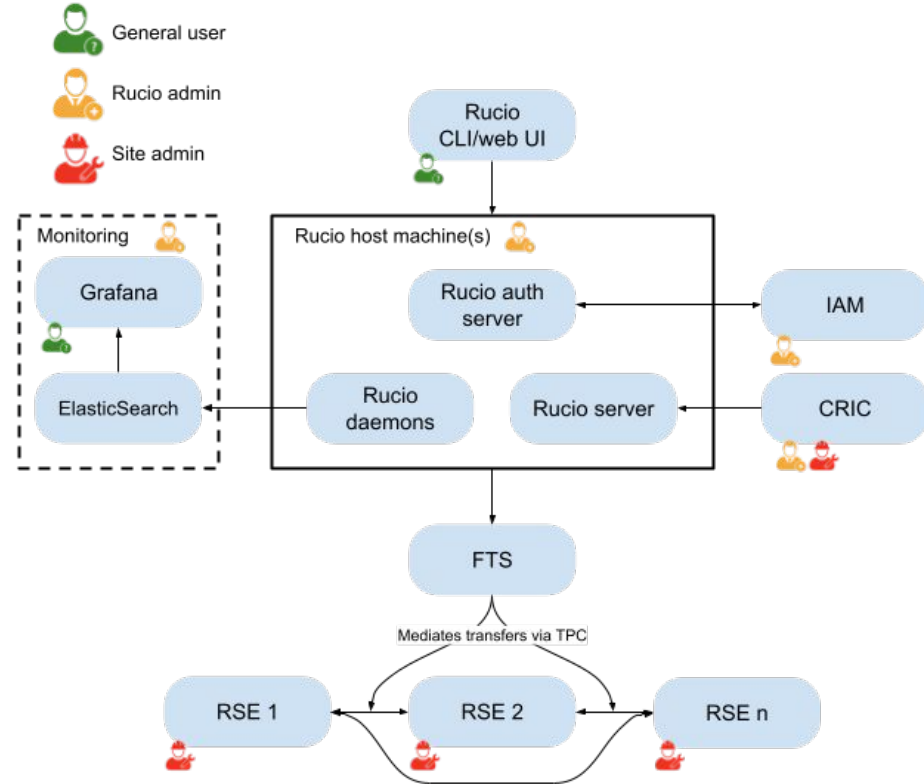 General user
Rucio admin
Site admin
Rucio
CLI/web UI
Monitoring
Rucio host machine(s)
Grafana
Rucio auth
server
IAM
ElasticSearch
Rucio
daemons
Rucio server
CRIC
FTS
Mediates transfers via TPC
RSE 1
RSE 2
RSE n